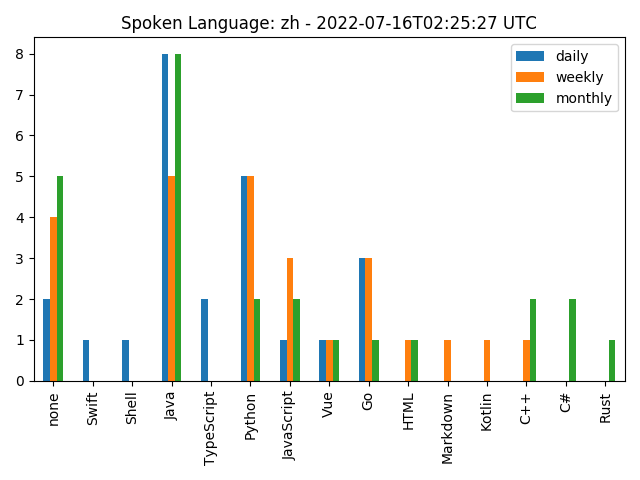 Spoken Language: zh - 2022-07-16T02:25:27 UTC
daily
weekly
monthly
8
7
6
5
4
3
2
1
0
none
Swift
Shell
Java
TypeScript
Python
JavaScript
Vue
Go
HTML
Markdown
Kotlin
C++
C#
Rust